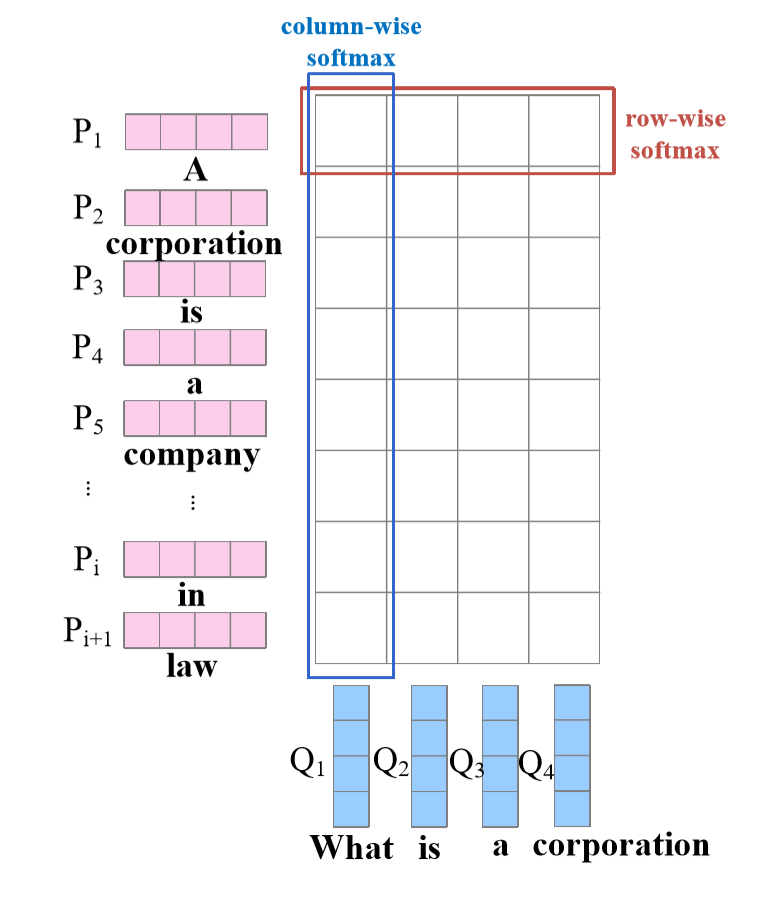 column-wise
softmax
row-wise
softmax
P1
A
P2
corporation
P3
is
P4
a
P5
company
⋮ ⋮
Pi
in
Pi+1
law
Q1 Q2 Q3 Q4
What is a corporation